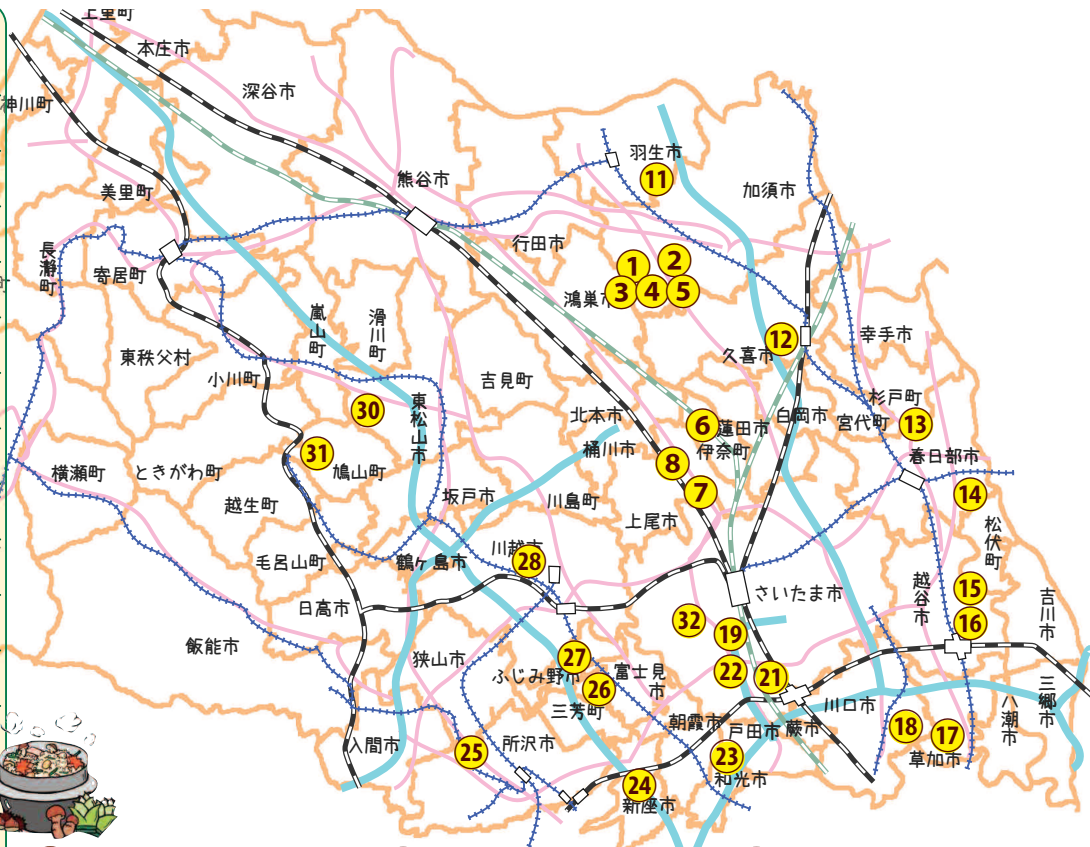 上里町
本庄市
神川町
深谷市
美里町
熊谷市
羽生市
11
加須市
長瀞町
寄居町
行田市
1
2
鴻巣市
3
4
5
嵐山町
滑川町
12
久喜市
幸手市
東秩父村
小川町
吉見町
30
東松山市
北本市
6
蓮田市
伊奈町
白岡市
杉戸町
宮代町
13
31
横瀬町
ときがわ町
鳩山町
桶川市
8
7
春日部市
14
越生町
坂戸市
川島町
上尾市
松伏町
毛呂山町
鶴ヶ島市
川越市
28
日高市
さいたま市
越谷市
15
16
吉川市
飯能市
狭山市
32
19
27
ふじみ野市
富士見市
22
21
26
三芳町
川口市
三郷市
八潮市
朝霞市
戸田市
蕨市
18
17
草加市
入間市
25
所沢市
23
和光市
24
新座市
町